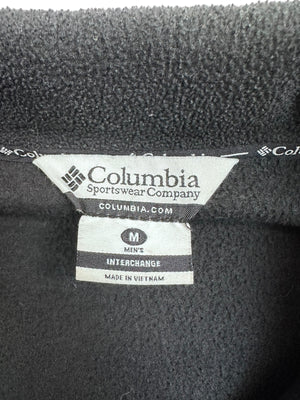 Columbia
Sportswear Company
COLUMBIA.COM
M
MEN'S
INTERCHANGE
MADE IN VIETNAM